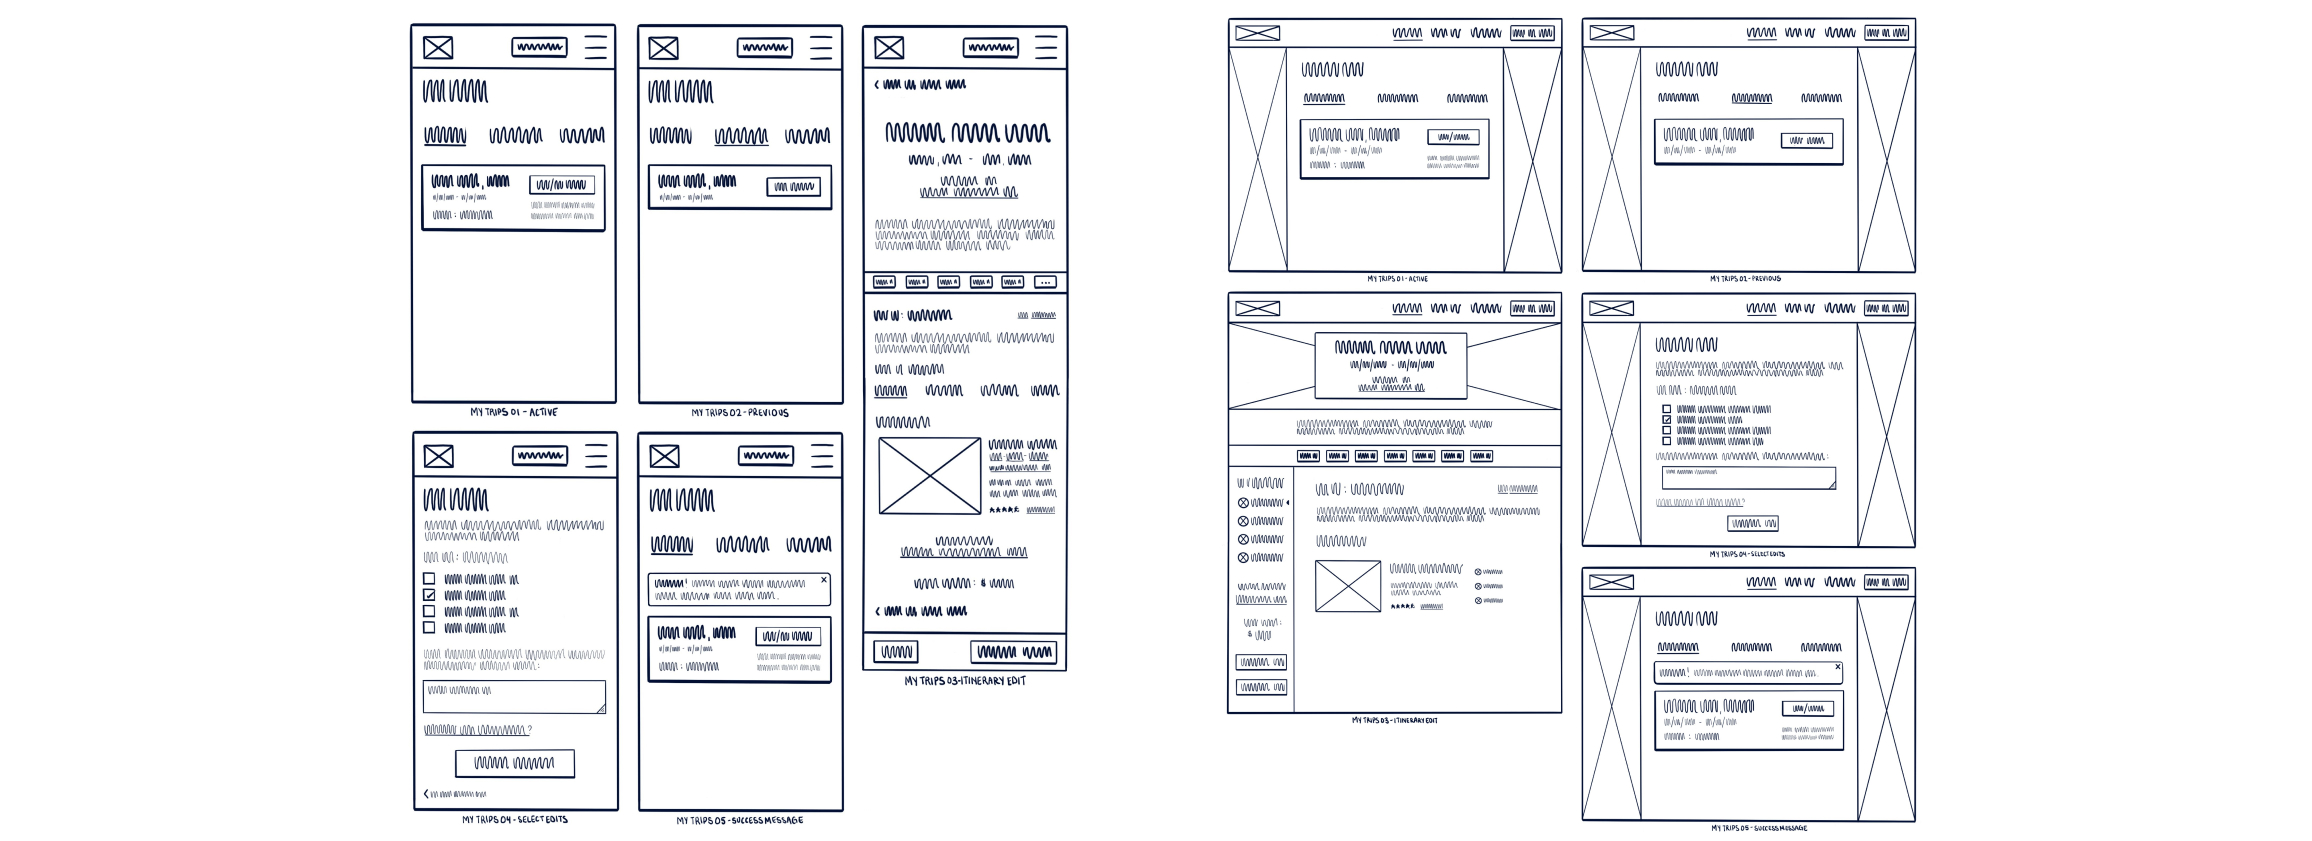 MY TRIPS 01 - ACTIVE
MY TRIPS 02 - PREVIOUS
MY TRIPS 03 - ITINERARY EDIT
MY TRIPS 04 - SELECT EDITS
MY TRIPS 05 - SUCCESS MESSAGE
MY TRIPS 01 - ACTIVE
MY TRIPS 02 - PREVIOUS
MY TRIPS 03 - ITINERARY EDIT
MY TRIPS 04 - SELECT EDITS
MY TRIPS 05 - SUCCESS MESSAGE